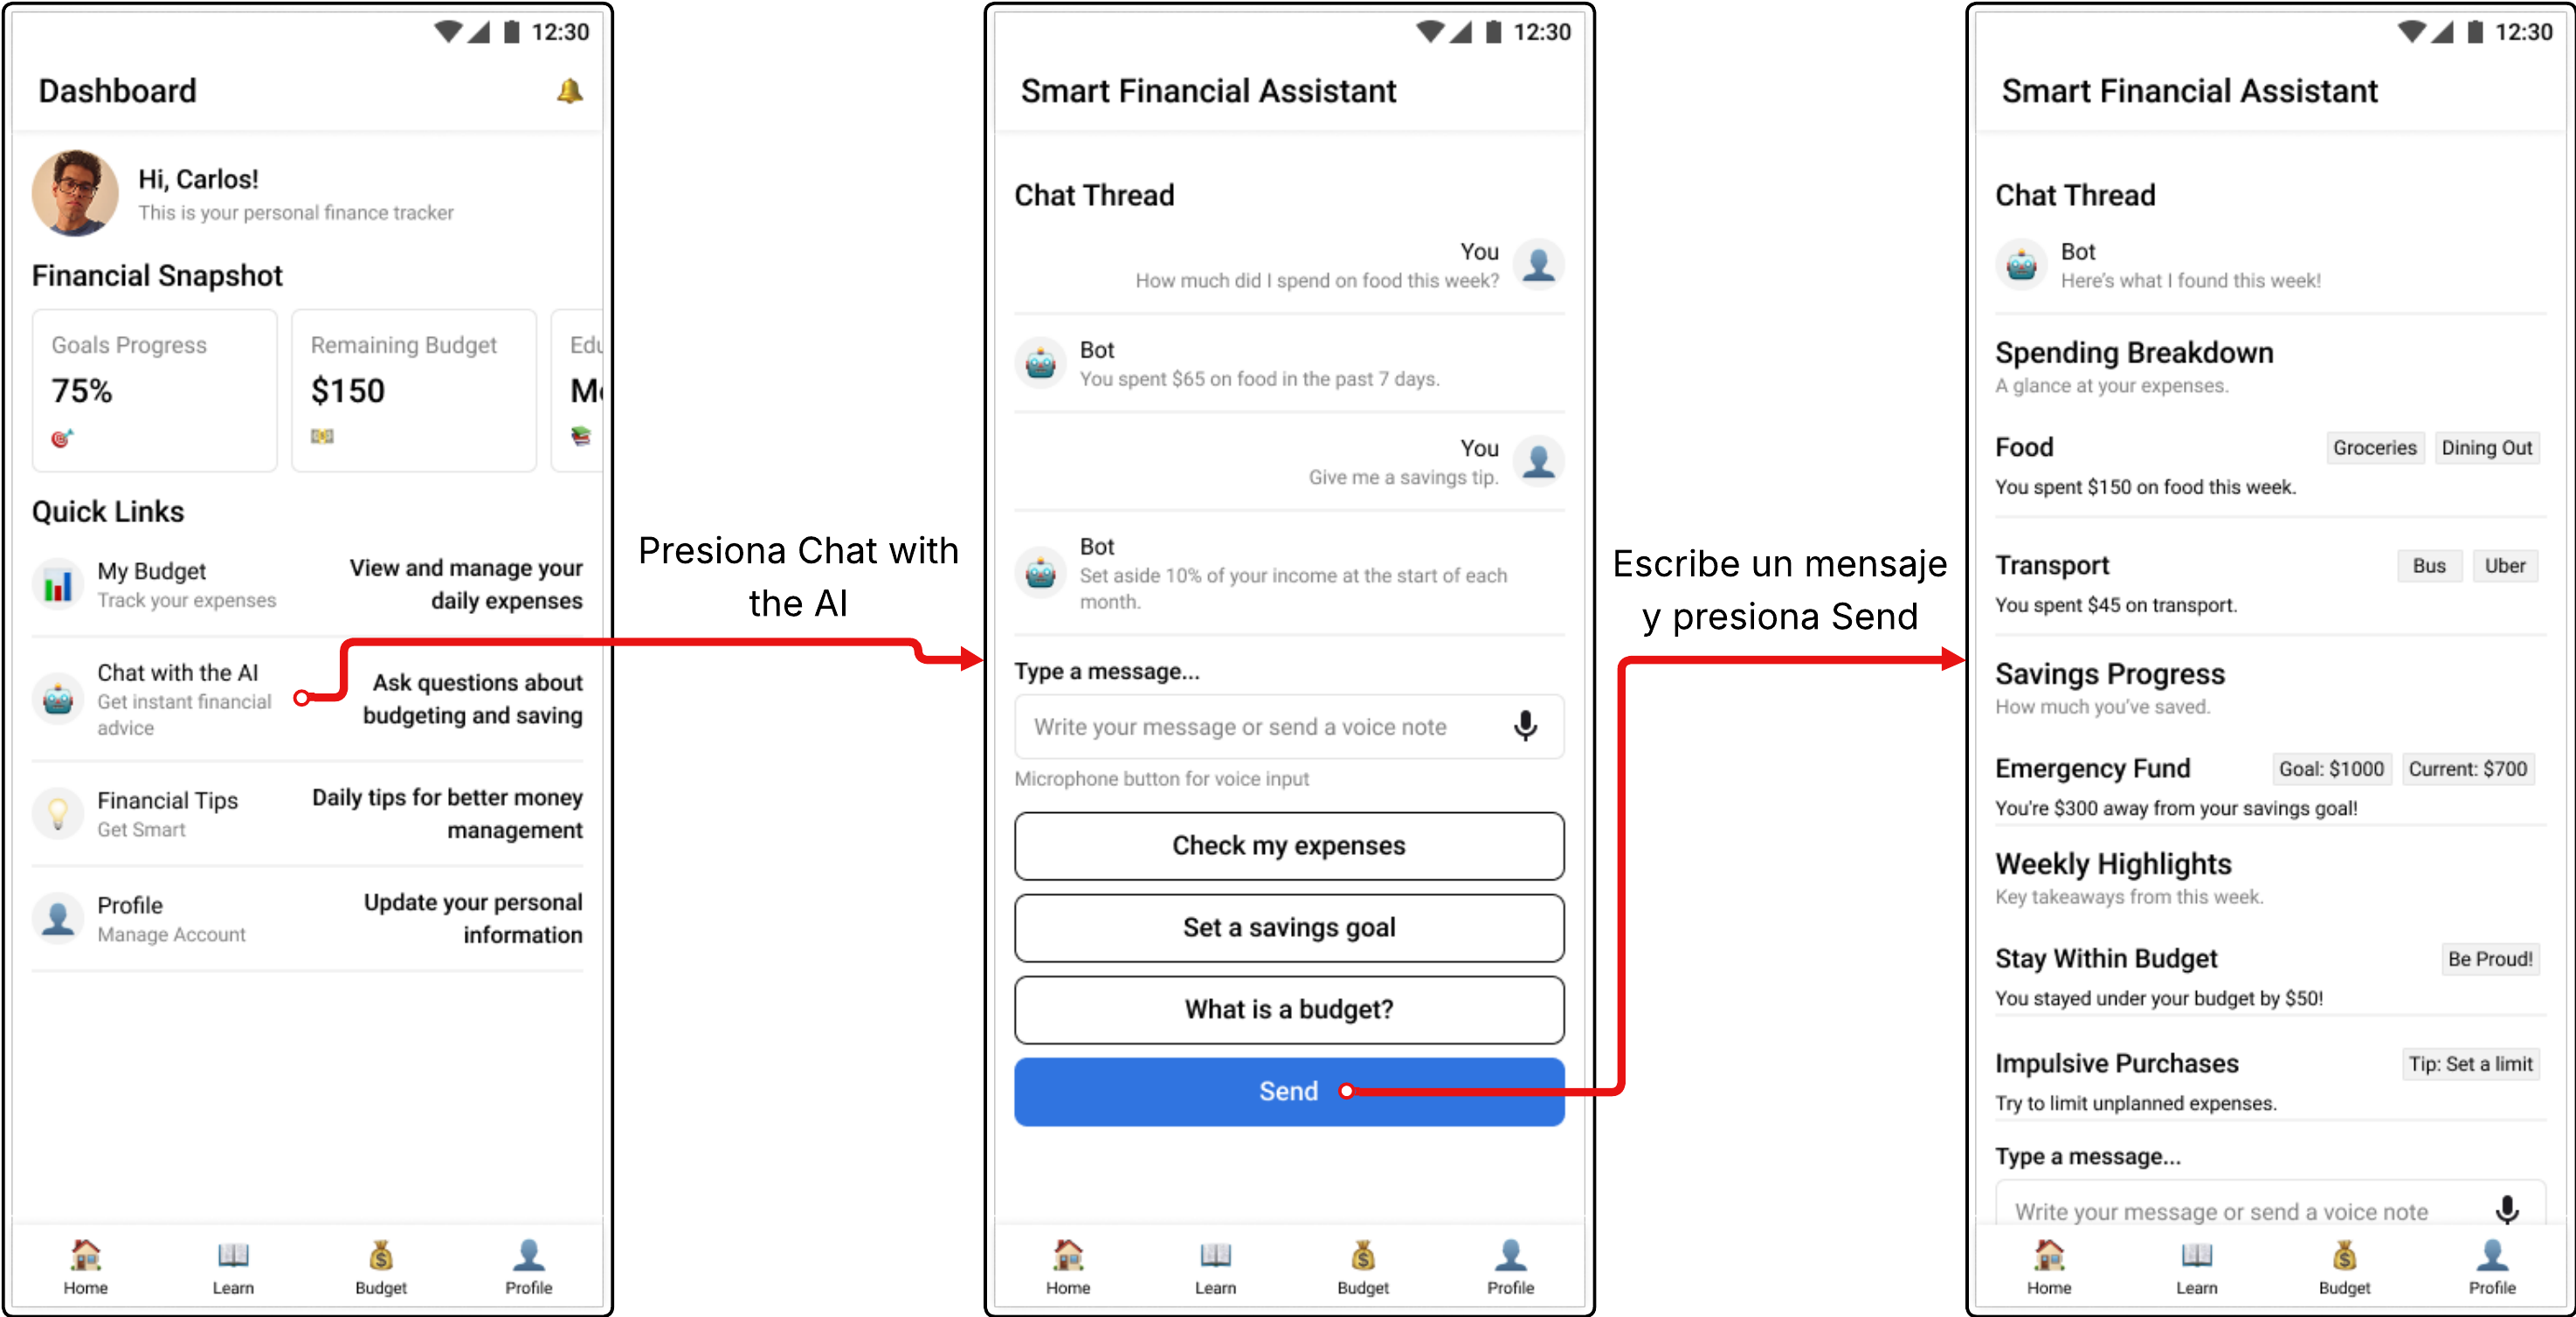 12:30
Dashboard
Hi, Carlos!
This is your personal finance tracker
Financial Snapshot
Goals Progress
75%
Remaining Budget
$150
Edu
Mo
Quick Links
My Budget
Track your expenses
View and manage your
daily expenses
Chat with the AI
Get instant financial
advice
Ask questions about
budgeting and saving
Financial Tips
Get Smart
Daily tips for better money
management
Profile
Manage Account
Update your personal
information
Home
Learn
Budget
Profile
Presiona Chat with
the AI
12:30
Smart Financial Assistant
Chat Thread
You
How much did I spend on food this week?
Bot
You spent $65 on food in the past 7 days.
You
Give me a savings tip.
Bot
Set aside 10% of your income at the start of each
month.
Type a message...
Write your message or send a voice note
Microphone button for voice input
Check my expenses
Set a savings goal
What is a budget?
Send
Home
Learn
Budget
Profile
Escribe un mensaje
y presiona Send
12:30
Smart Financial Assistant
Chat Thread
Bot
Here's what I found this week!
Spending Breakdown
A glance at your expenses.
Food
Groceries
Dining Out
You spent $150 on food this week.
Transport
Bus
Uber
You spent $45 on transport.
Savings Progress
How much you've saved.
Emergency Fund
Goal: $1000
Current: $700
You're $300 away from your savings goal!
Weekly Highlights
Key takeaways from this week.
Stay Within Budget
Be Proud!
You stayed under your budget by $50!
Impulsive Purchases
Tip: Set a limit
Try to limit unplanned expenses.
Type a message...
Write your message or send a voice note
Home
Learn
Budget
Profile